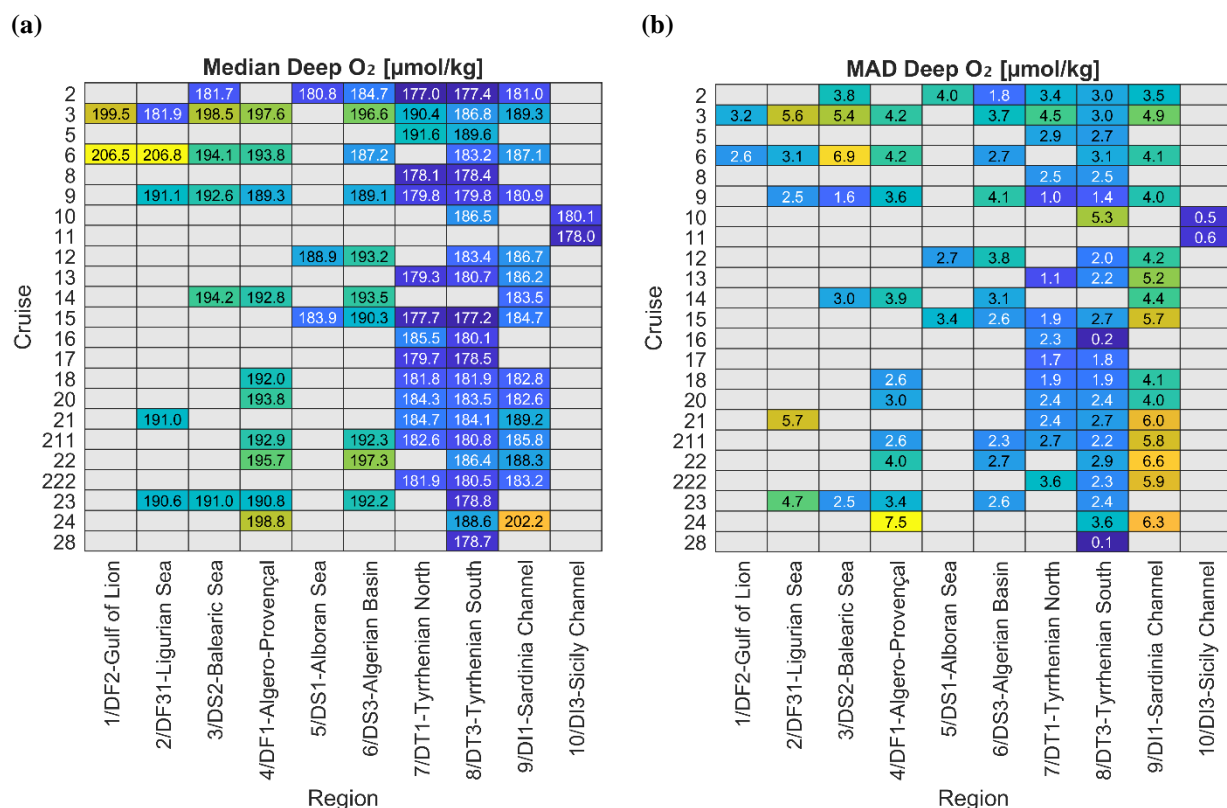 (a)
Median Deep O₂ [µmol/kg]
Cruise
2 181.7 180.8 184.7 177.0 177.4 181.0
3 199.5 181.9 198.5 197.6 196.6 190.4 186.8 189.3
5 191.6 189.6
6 206.5 206.8 194.1 193.8 187.2 183.2 187.1
8 178.1 178.4
9 191.1 192.6 189.3 189.1 179.8 179.8 180.9
10 186.5 180.1
11 178.0
12 188.9 193.2 183.4 186.7
13 179.3 180.7 186.2
14 194.2 192.8 193.5 183.5
15 183.9 190.3 177.7 177.2 184.7
16 185.5 180.1
17 179.7 178.5
18 192.0 181.8 181.9 182.8
20 193.8 184.3 183.5 182.6
21 191.0 184.7 184.1 189.2
211 192.9 192.3 182.6 180.8 185.8
22 195.7 197.3 186.4 188.3
222 181.9 180.5 183.2
23 190.6 191.0 190.8 192.2 178.8
24 198.8 188.6 202.2
28 178.7
1/DF2-Gulf of Lion
2/DF31-Ligurian Sea
3/DS2-Balearic Sea
4/DF1-Algero-Provençal
5/DS1-Alboran Sea
6/DS3-Algerian Basin
7/DT1-Tyrrhenian North
8/DT3-Tyrrhenian South
9/DI1-Sardinia Channel
10/DI3-Sicily Channel
Region
(b)
MAD Deep O₂ [µmol/kg]
Cruise
2 3.8 4.0 1.8 3.4 3.0 3.5
3 3.2 5.6 5.4 4.2 3.7 4.5 3.0 4.9
5 2.9 2.7
6 2.6 3.1 6.9 4.2 2.7 3.1 4.1
8 2.5 2.5
9 2.5 1.6 3.6 4.1 1.0 1.4 4.0
10 5.3 0.5
11 0.6
12 2.7 3.8 2.0 4.2
13 1.1 2.2 5.2
14 3.0 3.9 3.1 4.4
15 3.4 2.6 1.9 2.7 5.7
16 2.3 0.2
17 1.7 1.8
18 2.6 1.9 1.9 4.1
20 3.0 2.4 2.4 4.0
21 5.7 2.4 2.7 6.0
211 2.6 2.3 2.7 2.2 5.8
22 4.0 2.7 2.9 6.6
222 3.6 2.3 5.9
23 4.7 2.5 3.4 2.6 2.4
24 7.5 3.6 6.3
28 0.1
1/DF2-Gulf of Lion
2/DF31-Ligurian Sea
3/DS2-Balearic Sea
4/DF1-Algero-Provençal
5/DS1-Alboran Sea
6/DS3-Algerian Basin
7/DT1-Tyrrhenian North
8/DT3-Tyrrhenian South
9/DI1-Sardinia Channel
10/DI3-Sicily Channel
Region